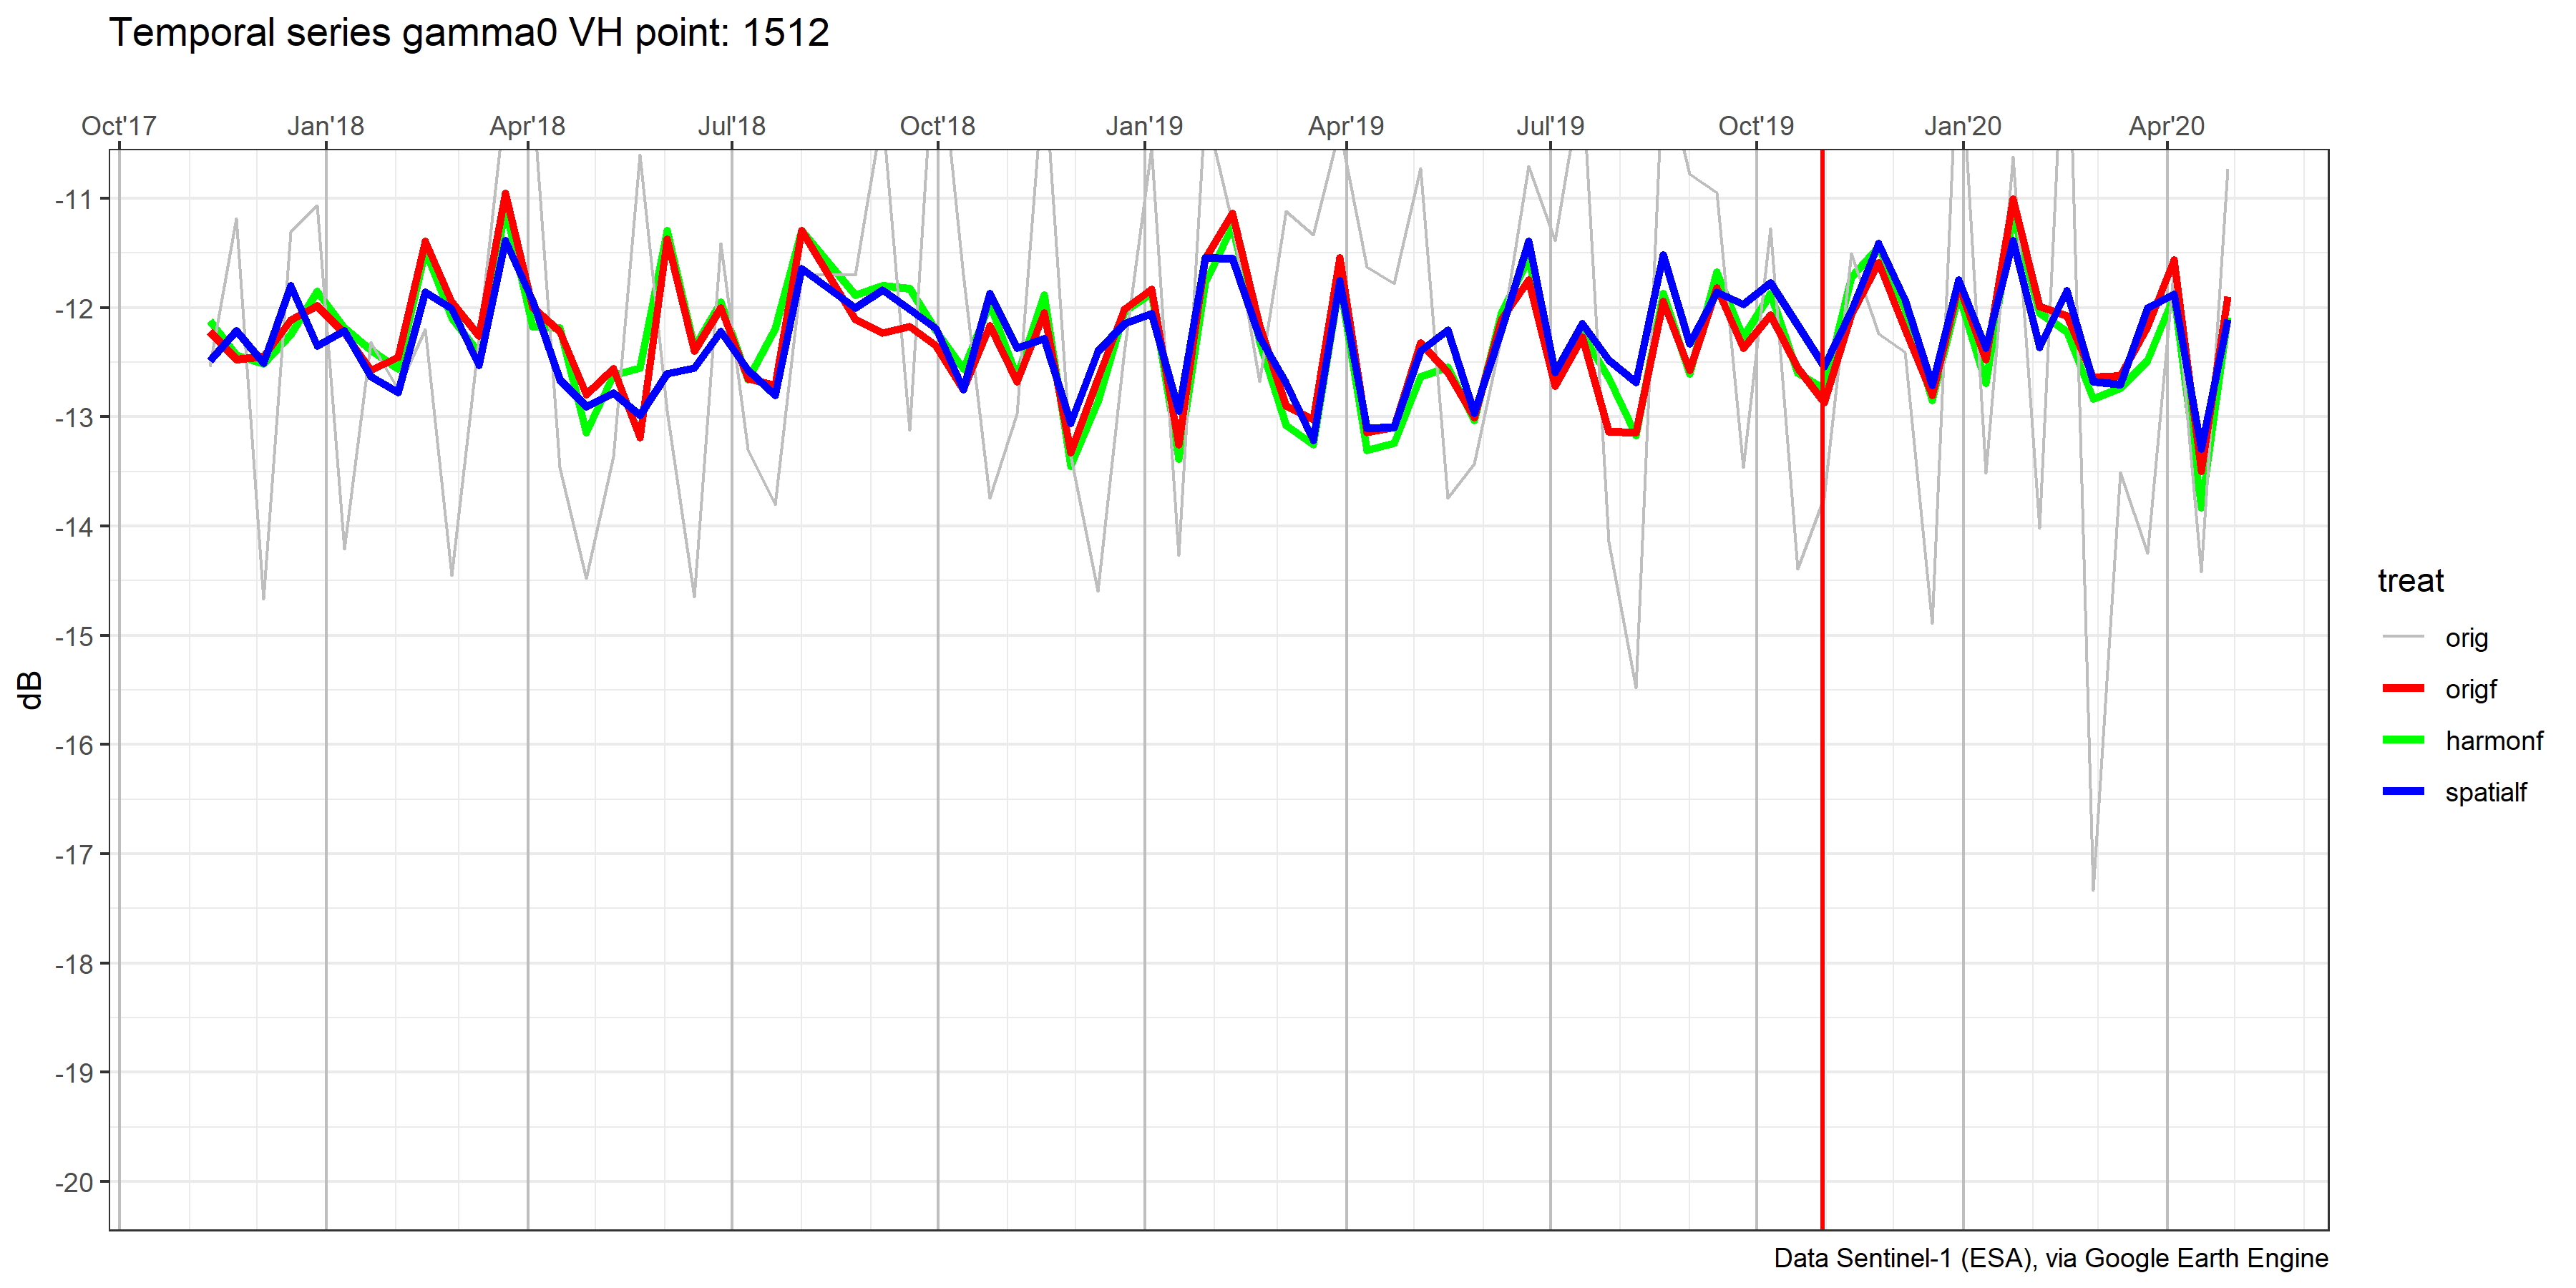 Temporal series gamma0 VH point: 1512
Oct'17 Jan'18 Apr'18 Jul'18 Oct'18 Jan'19 Apr'19 Jul'19 Oct'19 Jan'20 Apr'20
-11
-12
-13
-14
-15
-16
-17
-18
-19
-20
dB
treat
orig
origf
harmonf
spatialf
Data Sentinel-1 (ESA), via Google Earth Engine